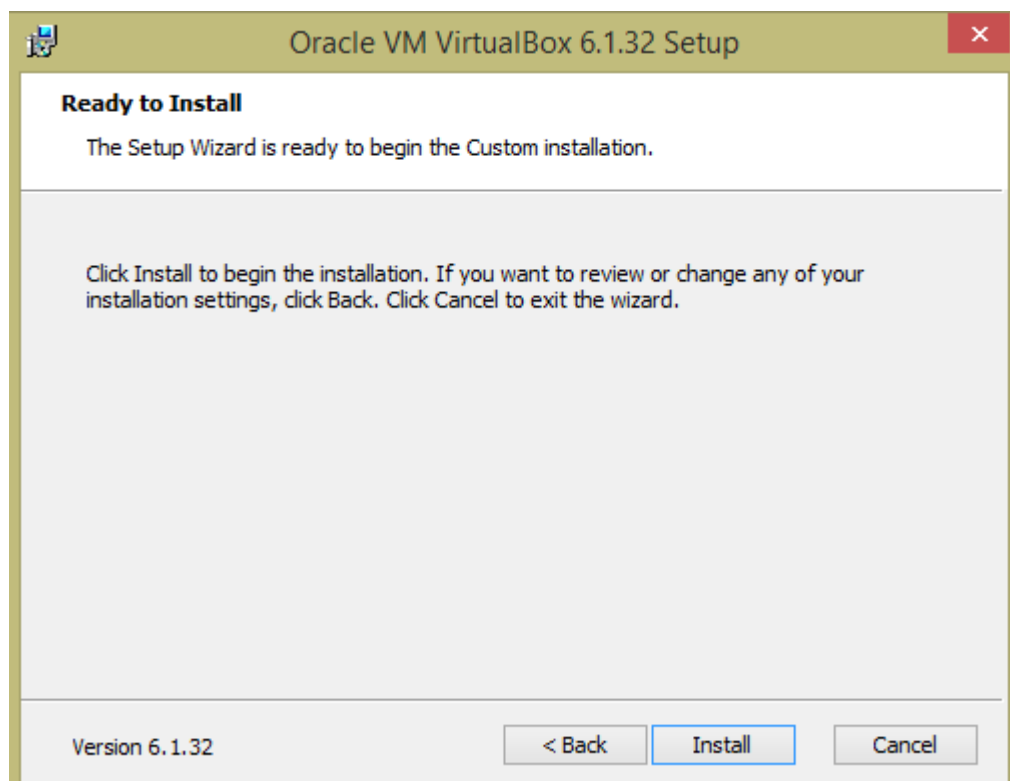 Oracle VM VirtualBox 6.1.32 Setup
Ready to Install
The Setup Wizard is ready to begin the Custom installation.
Click Install to begin the installation. If you want to review or change any of your
installation settings, click Back. Click Cancel to exit the wizard.
Version 6.1.32
< Back
Install
Cancel